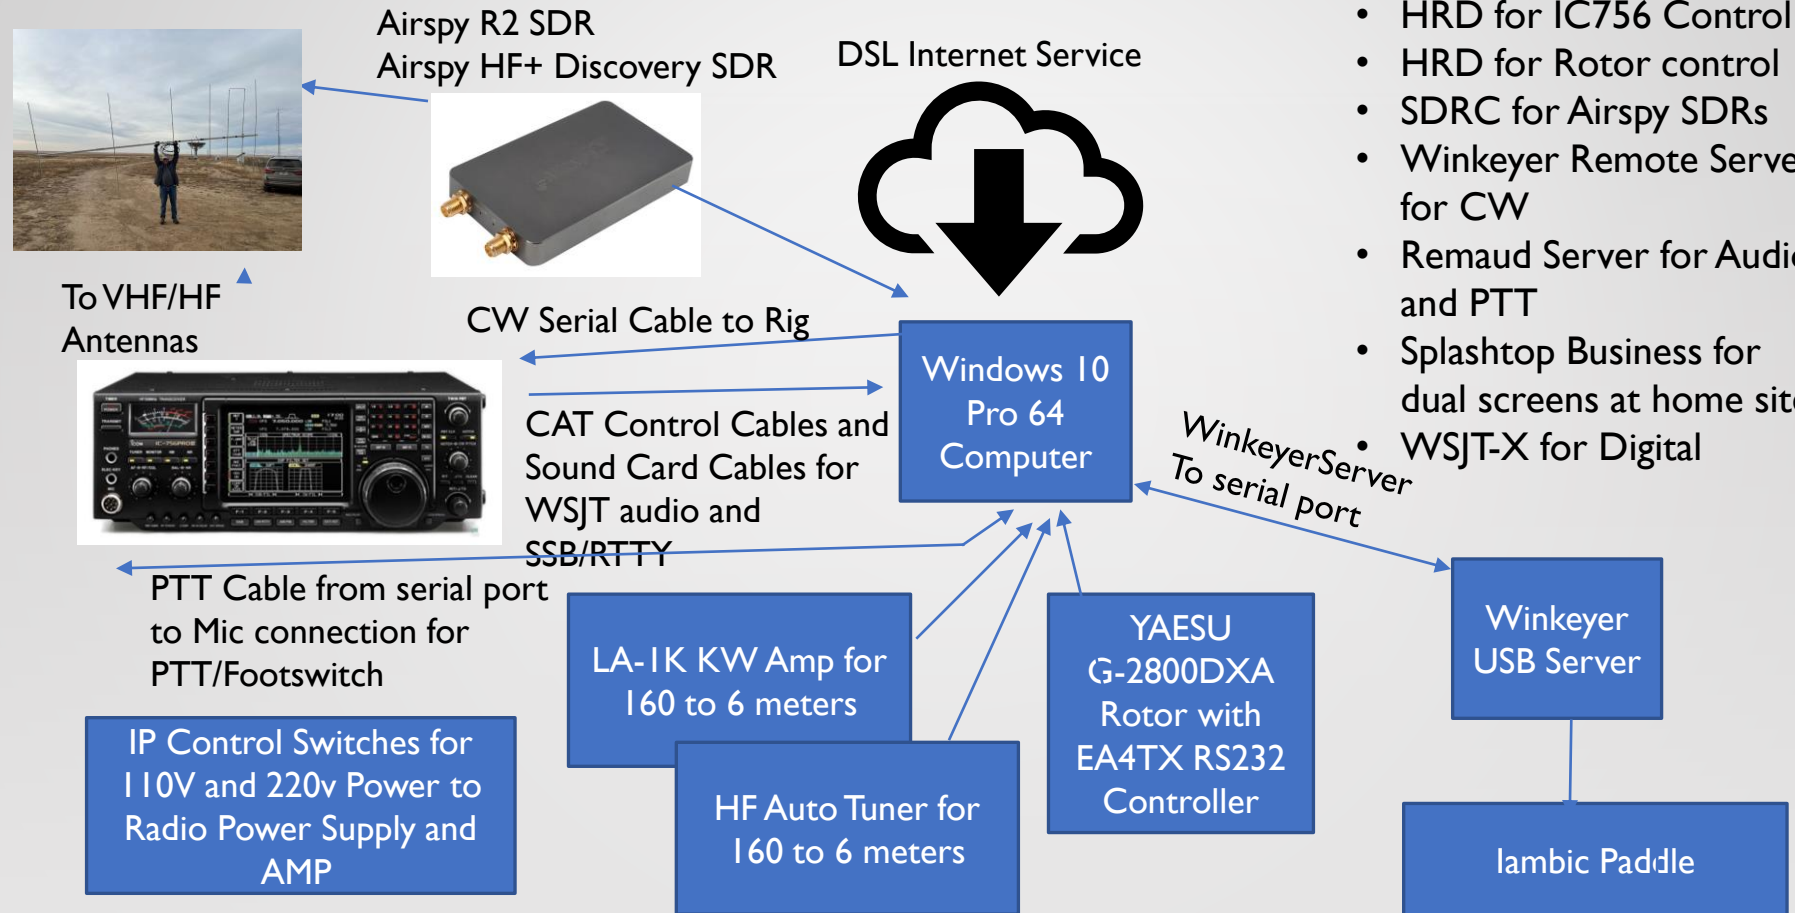 Airspy R2 SDR
Airspy HF+ Discovery SDR
DSL Internet Service
• HRD for IC756 Control
• HRD for Rotor control
• SDRC for Airspy SDRs
• Winkeyer Remote Serve
for CW
• Remaud Server for Audio
and PTT
• Splashtop Business for
dual screens at home site
• WSJT-X for Digital
To VHF/HF
Antennas
CW Serial Cable to Rig
CAT Control Cables and
Sound Card Cables for
WSJT audio and
SSB/RTTY
IC-756PROIII
Windows 10
Pro 64
Computer
WinkeyerServer
To serial port
PTT Cable from serial port
to Mic connection for
PTT/Footswitch
LA-1K KW Amp for
160 to 6 meters
YAESU
G-2800DXA
Rotor with
EA4TX RS232
Controller
Winkeyer
USB Server
IP Control Switches for
110V and 220v Power to
Radio Power Supply and
AMP
HF Auto Tuner for
160 to 6 meters
Iambic Paddle